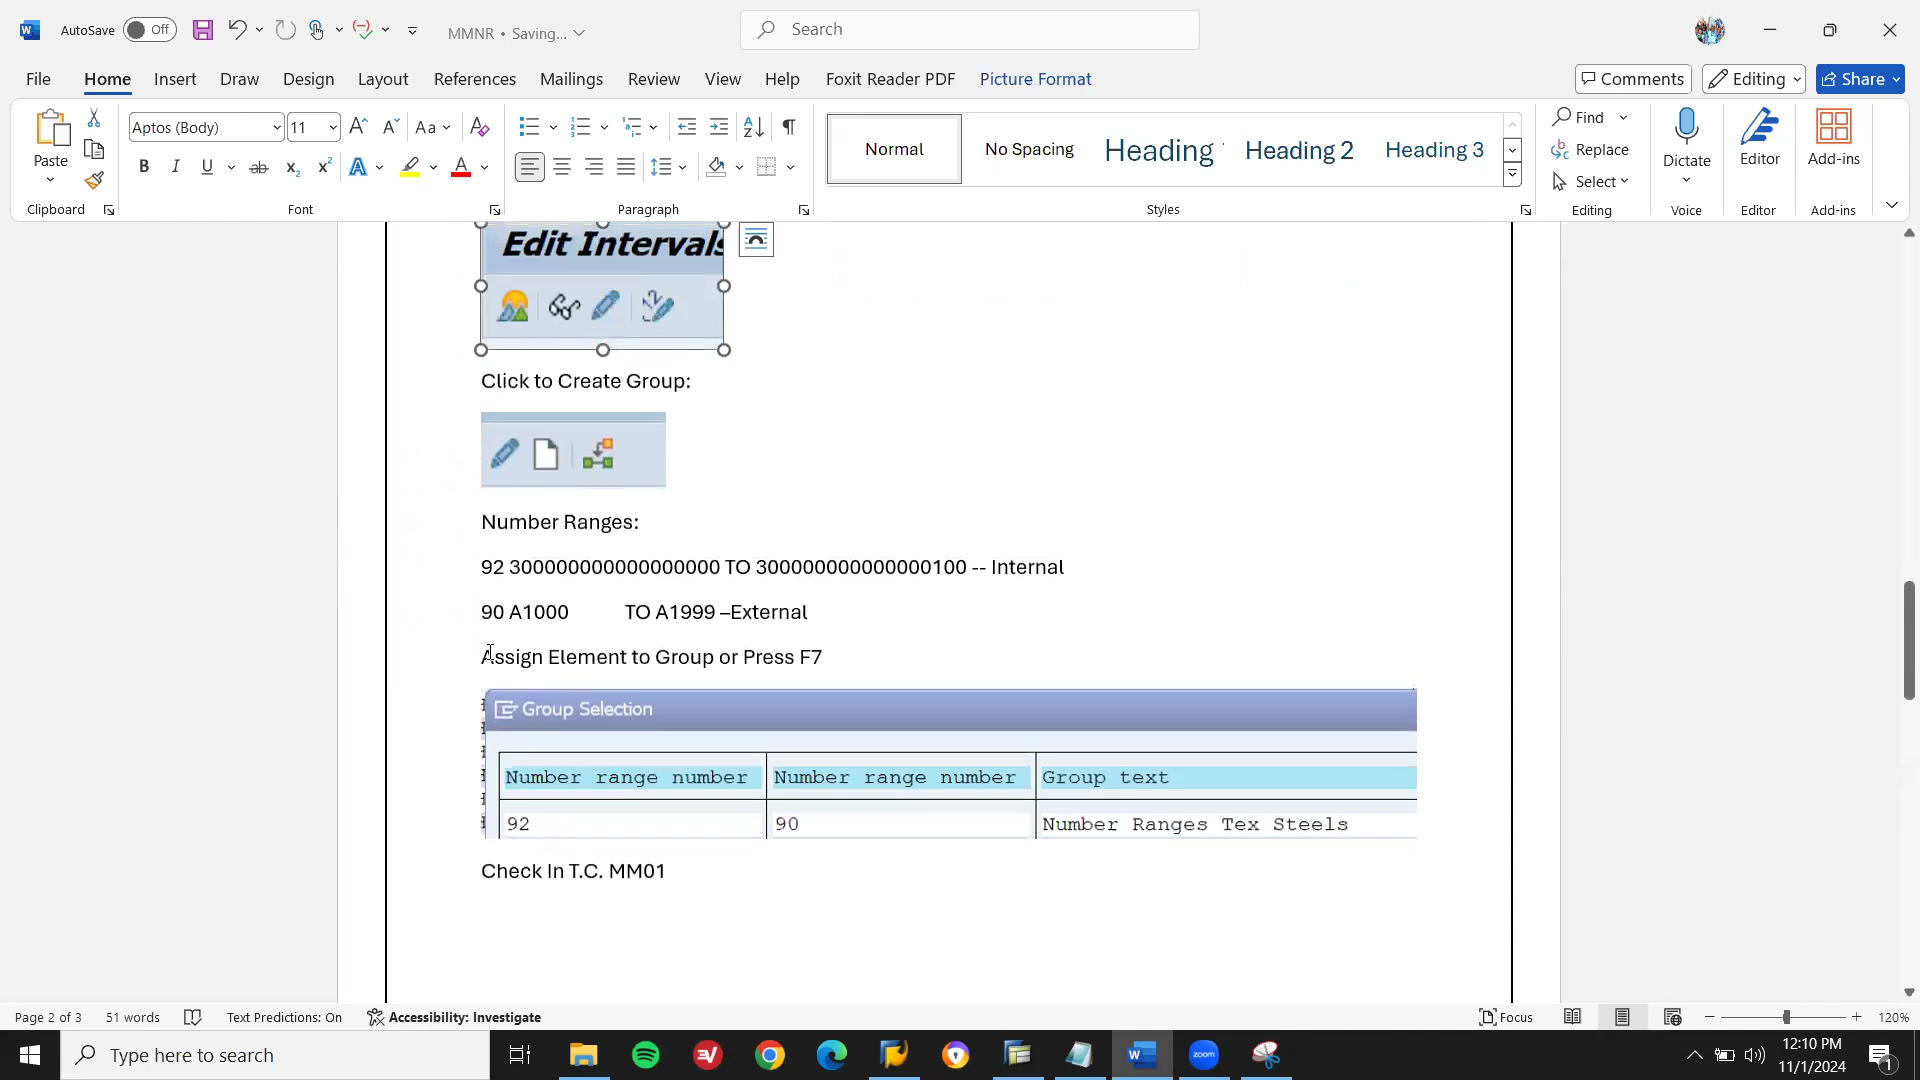 AutoSave Off MMNR • Saving... Search
File Home Insert Draw Design Layout References Mailings Review View Help Foxit Reader PDF Picture Format Comments Editing Share
Paste Aptos (Body) 11 Normal No Spacing Heading Heading 2 Heading 3 Find Replace Select Dictate Editor Add-ins
Clipboard Font Paragraph Styles Editing Voice Editor Add-ins
Edit Intervals
Click to Create Group:
Number Ranges:
92 300000000000000000 TO 300000000000000100 -- Internal
90 A1000 TO A1999 –External
Assign Element to Group or Press F7
Group Selection
Number range number Number range number Group text
92 90 Number Ranges Tex Steels
Check In T.C. MM01
Page 2 of 3 51 words Text Predictions: On Accessibility: Investigate Focus 120%
Type here to search zoom 12:10 PM
11/1/2024 1